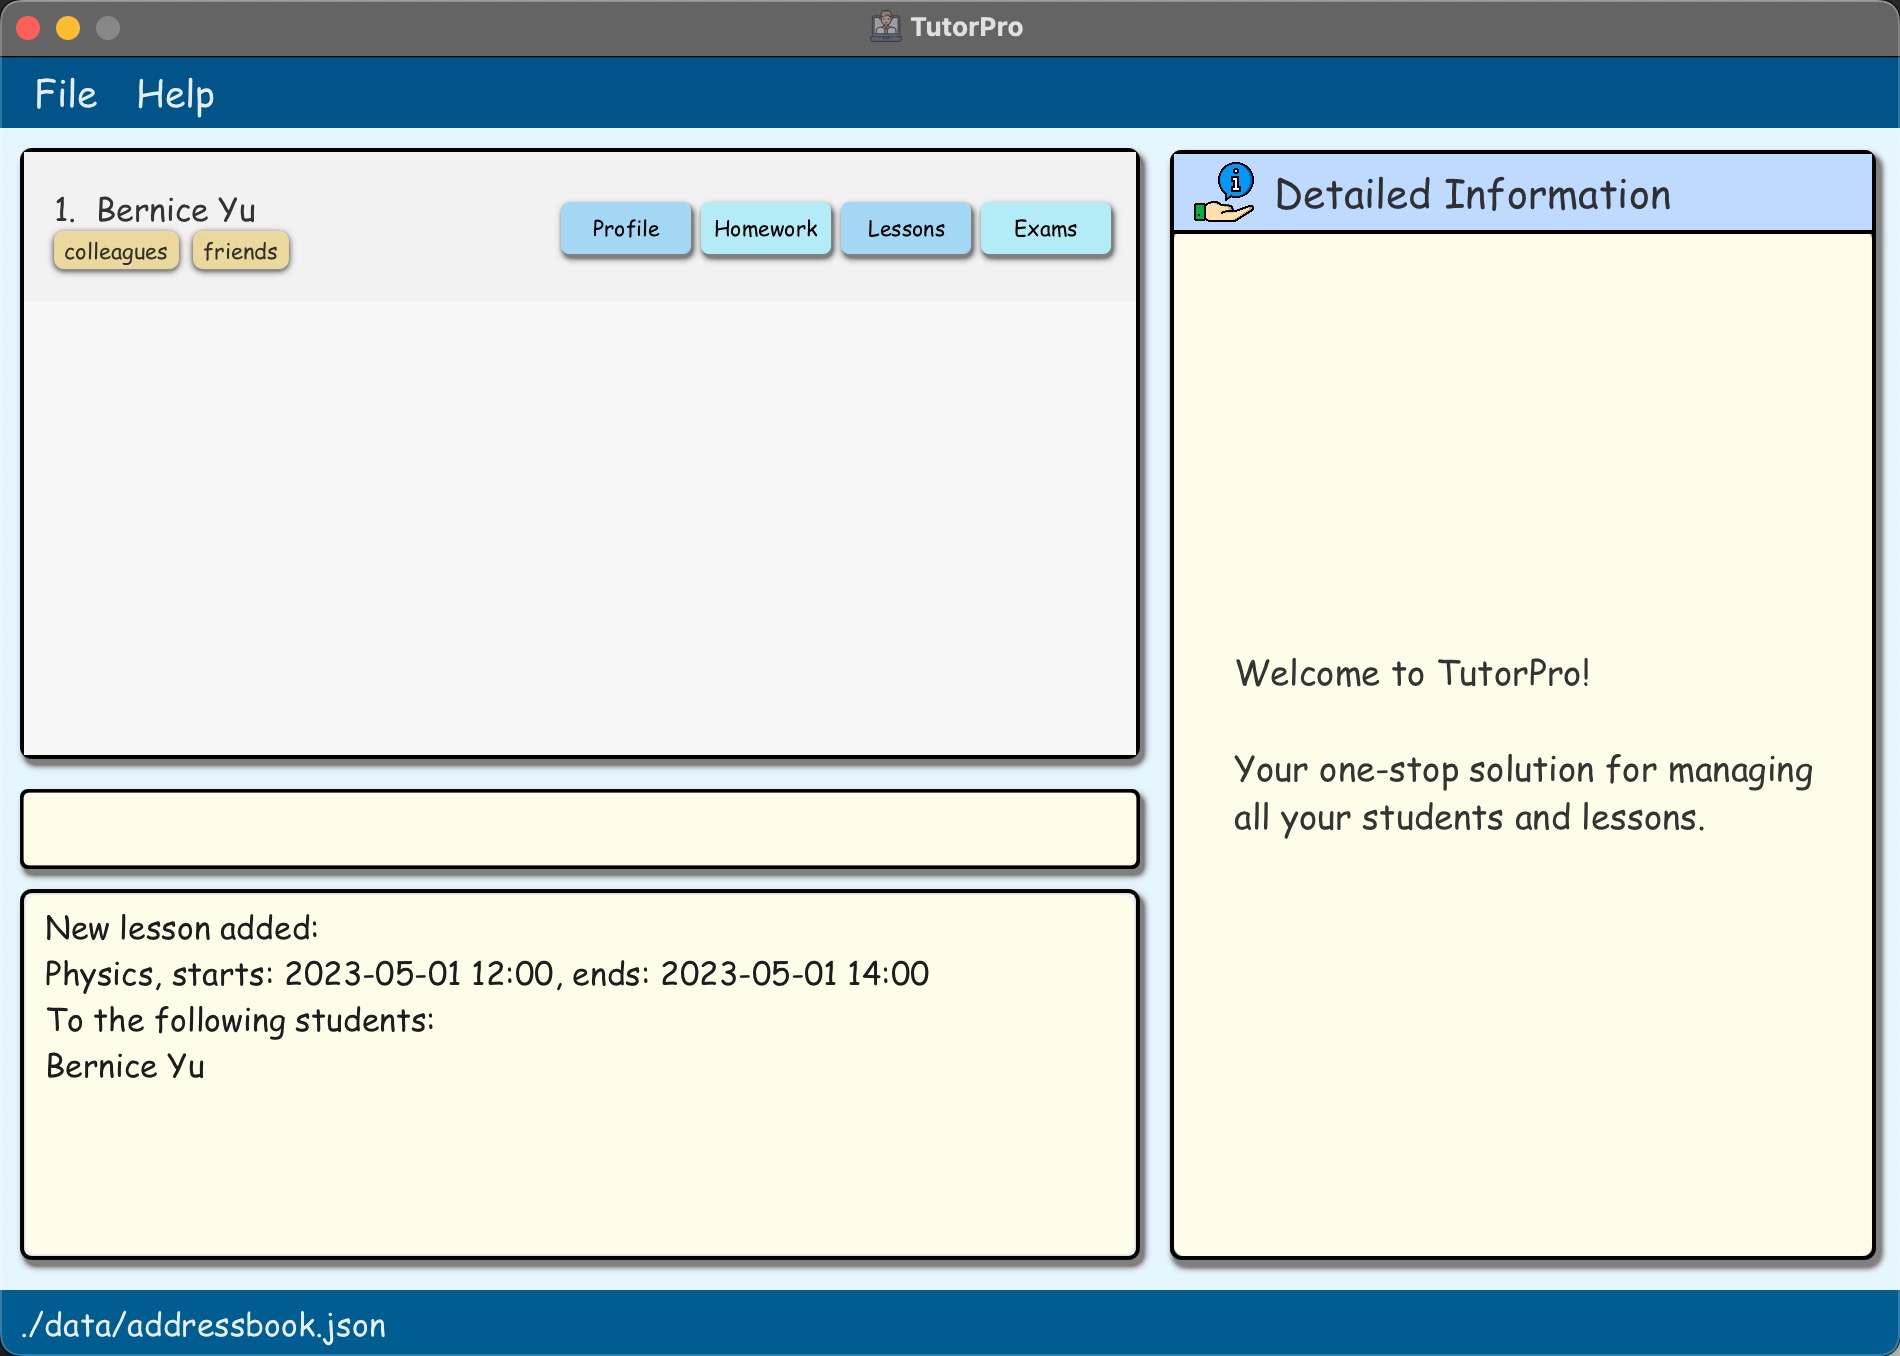 TutorPro
File Help
1. Bernice Yu
colleagues friends
Profile Homework Lessons Exams
New lesson added:
Physics, starts: 2023-05-01 12:00, ends: 2023-05-01 14:00
To the following students:
Bernice Yu
Detailed Information
Welcome to TutorPro!
Your one-stop solution for managing
all your students and lessons.
./data/addressbook.json